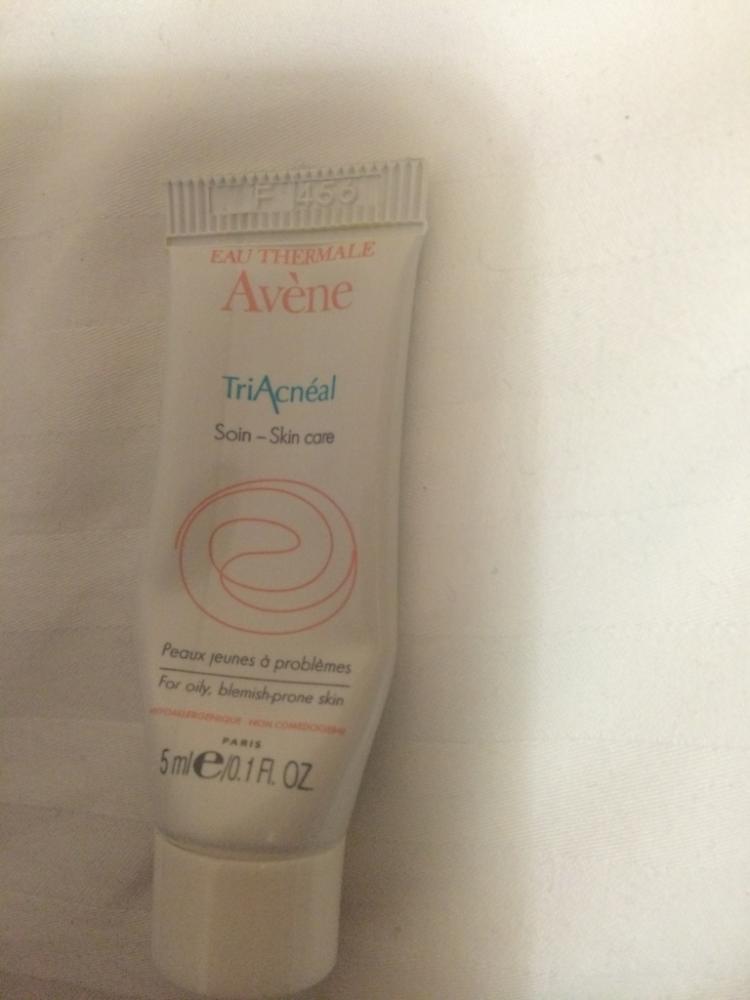 F 456
EAU THERMALE
Avène
TriAcnéal
Soin – Skin care
Peaux jeunes à problèmes
For oily, blemish-prone skin
HYPOALLERGÉNIQUE - NON COMÉDOGÈNE
PARIS
5 ml e/0.1 Fl. OZ.